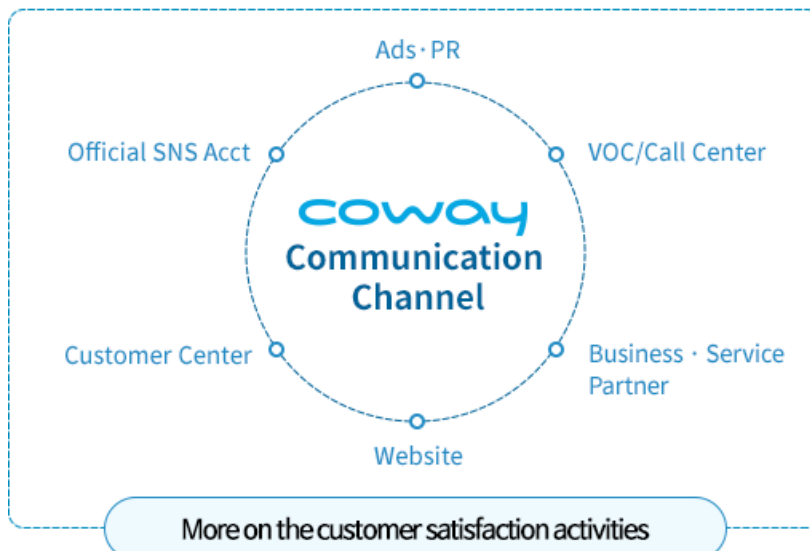 Ads·PR
Official SNS Acct
VOC/Call Center
coway
Communication
Channel
Customer Center
Business · Service
Partner
Website
More on the customer satisfaction activities